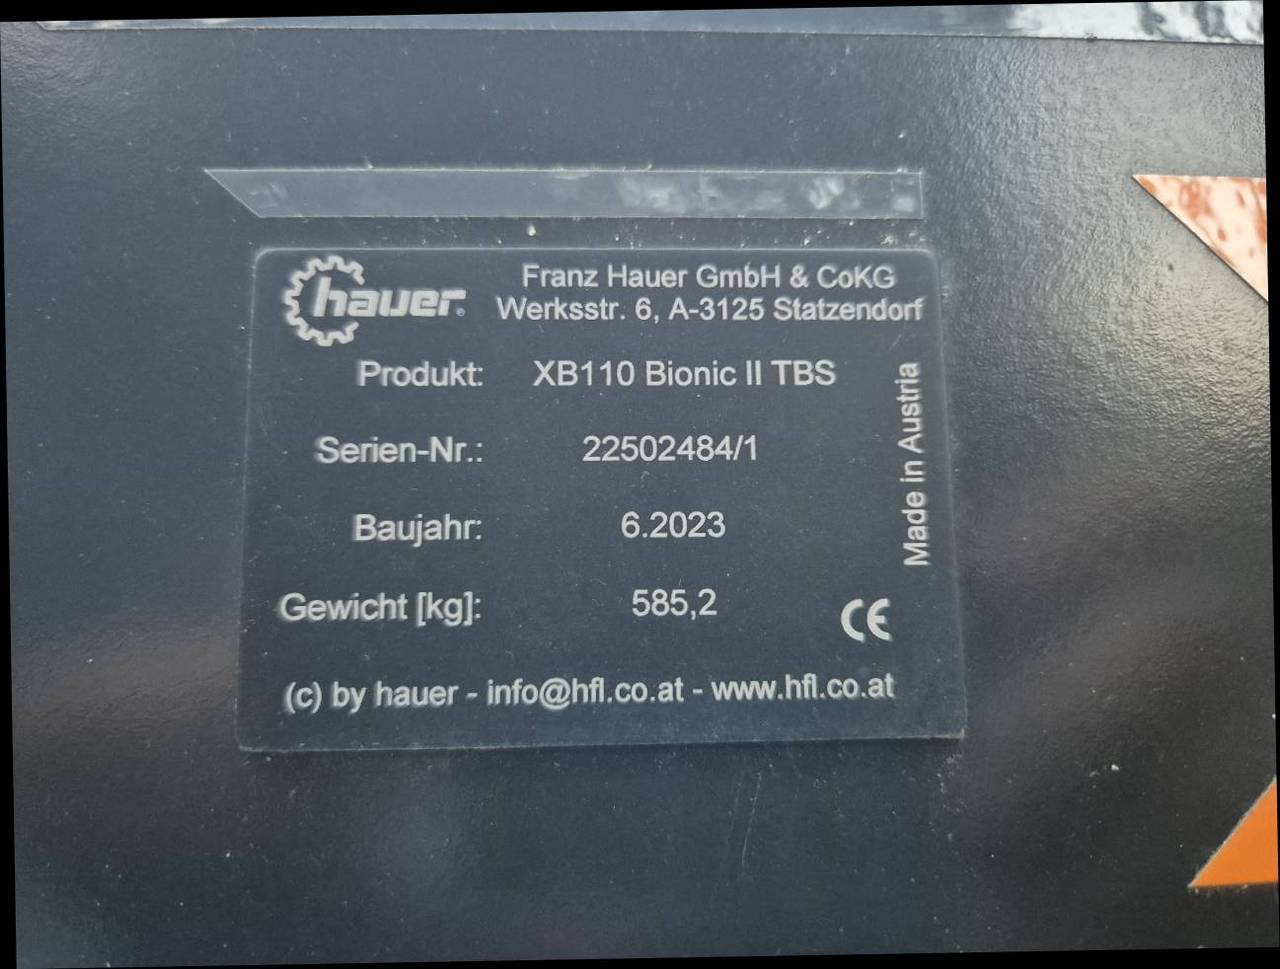 hauer®
Franz Hauer GmbH & CoKG
Werksstr. 6, A-3125 Statzendorf
Produkt: XB110 Bionic II TBS
Serien-Nr.: 22502484/1
Baujahr: 6.2023
Gewicht [kg]: 585,2
Made in Austria
CE
(c) by hauer - info@hfl.co.at - www.hfl.co.at